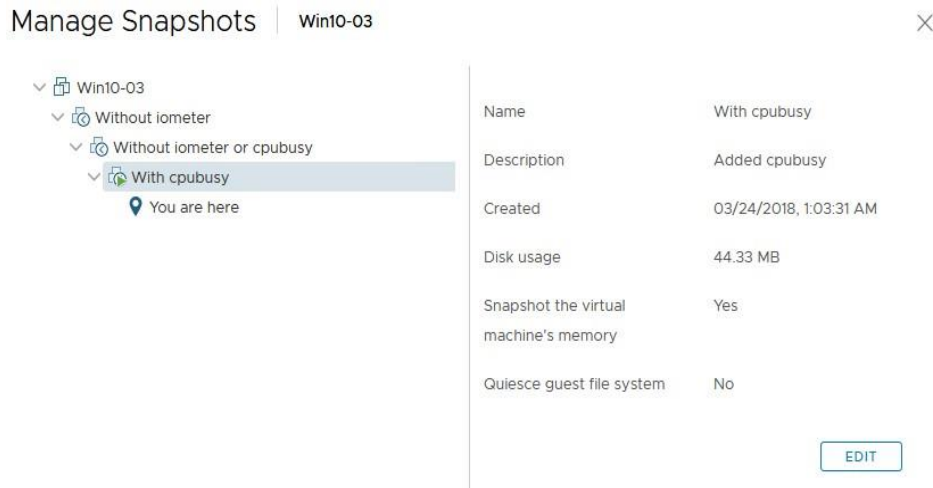 Manage Snapshots Win10-03
Win10-03
Without iometer
Without iometer or cpubusy
With cpubusy
You are here
Name With cpubusy
Description Added cpubusy
Created 03/24/2018, 1:03:31 AM
Disk usage 44.33 MB
Snapshot the virtual Yes
machine's memory
Quiesce guest file system No
EDIT